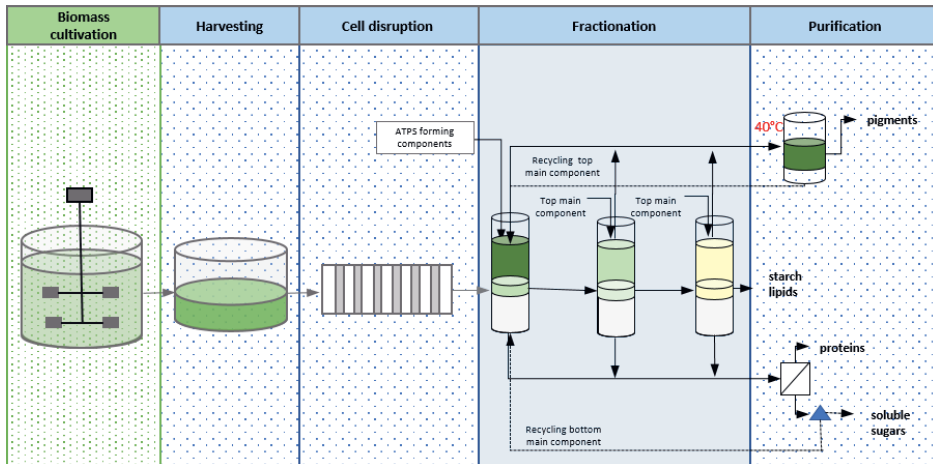 Biomass
cultivation
Harvesting
Cell disruption
Fractionation
Purification
ATPS forming
components
40°C
pigments
Recycling top
main component
Top main
component
Top main
component
starch
lipids
proteins
soluble
sugars
Recycling bottom
main component